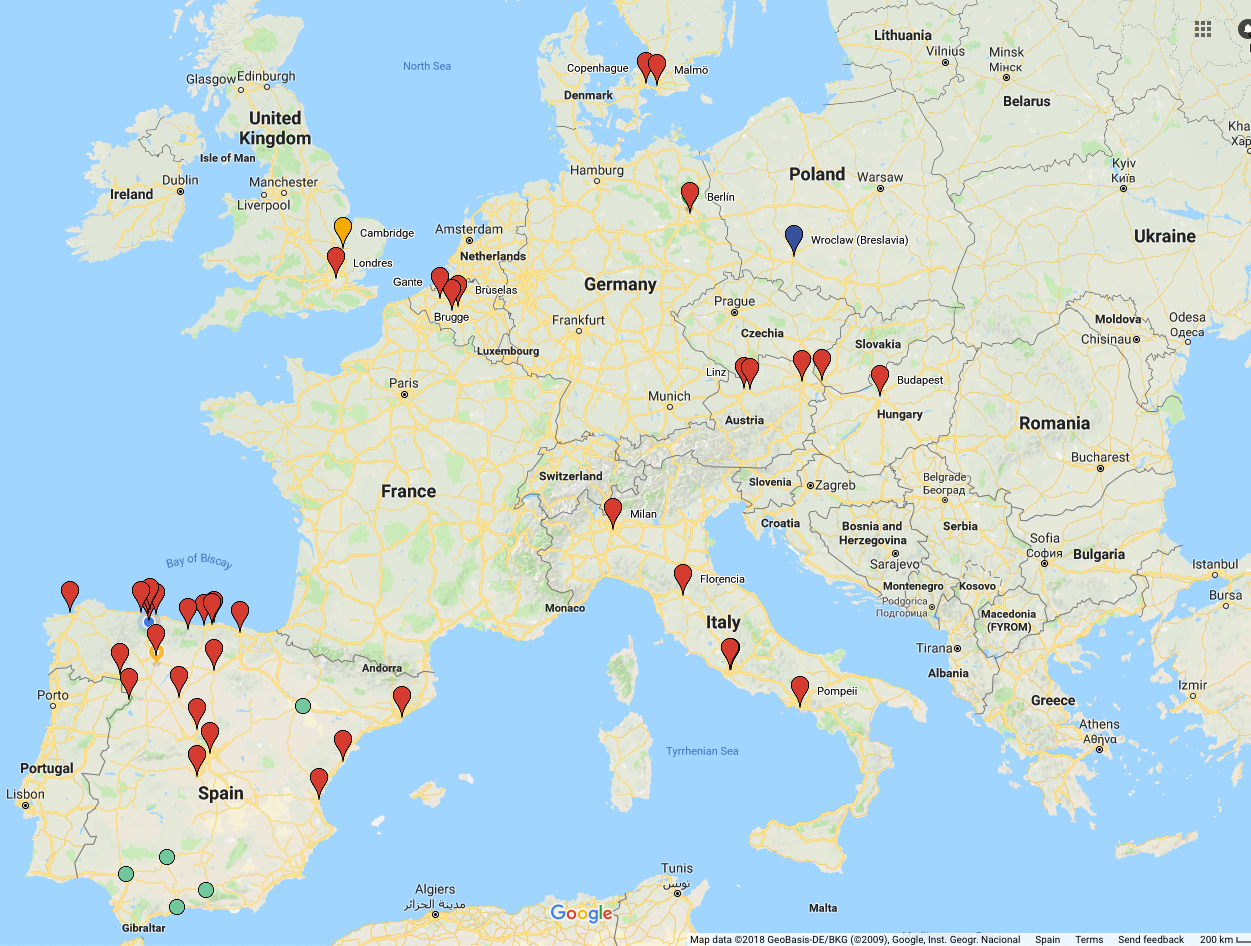 Lithuania
Vilnius
Minsk
Мінск
Belarus
North Sea
Copenhague
Malmö
Denmark
Glasgow
Edinburgh
United
Kingdom
Isle of Man
Ireland
Dublin
Manchester
Liverpool
Hamburg
Poland
Warsaw
Kha
Хар
Kyiv
Київ
Berlín
Cambridge
Londres
Amsterdam
Netherlands
Wroclaw (Breslavia)
Ukraine
Gante
Brüselas
Brugge
Germany
Prague
Czechia
Frankfurt
Luxembourg
Slovakia
Moldova
Chisinau
Odesa
Одеса
Paris
Linz
Budapest
Munich
Austria
Hungary
Romania
Bucharest
France
Switzerland
Slovenia
Zagreb
Belgrade
Београд
Milan
Croatia
Bosnia and
Herzegovina
Sarajevo
Serbia
Sofia
София
Bulgaria
Bay of Biscay
Istanbul
Bursa
Florencia
Monaco
Montenegro
Kosovo
Podgorica
Подгорица
Macedonia
(FYROM)
Italy
Tirana
Albania
Andorra
Porto
Pompeii
Izmir
Greece
Athens
Αθήνα
Tyrrhenian Sea
Portugal
Lisbon
Spain
Tunis
تونس
Algiers
مدينة الجزائر
Google
Malta
Gibraltar
Map data ©2018 GeoBasis-DE/BKG (©2009), Google, Inst. Geogr. Nacional
Spain
Terms
Send feedback
200 km